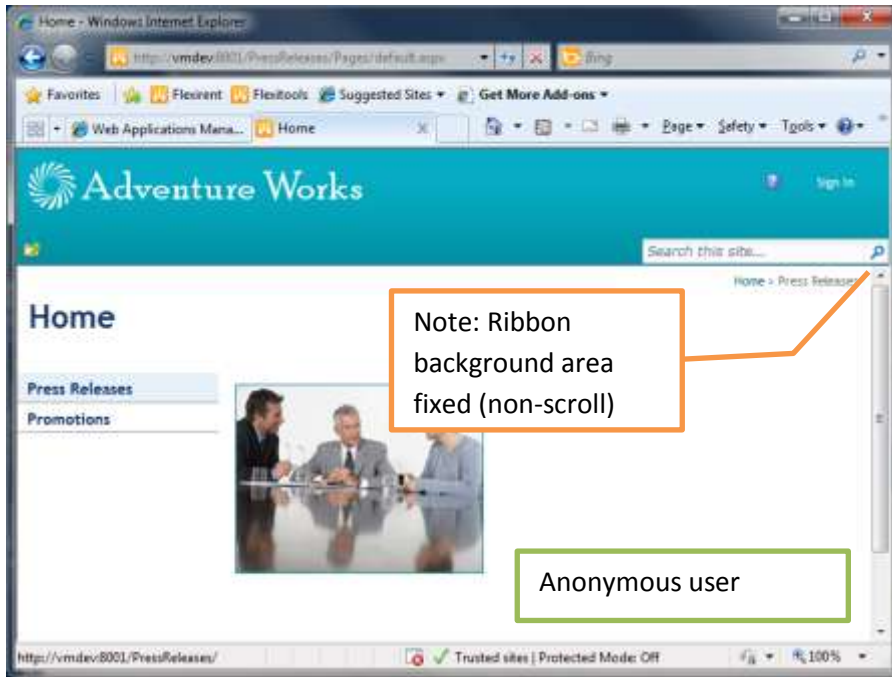 Home - Windows Internet Explorer
http://vmdev:8001/PressReleases/Pages/default.aspx
Bing
Favorites Flexirent Flexitools Suggested Sites Get More Add-ons
Web Applications Mana... Home Page Safety Tools
Adventure Works
Sign In
Search this site...
Home > Press Releases
Home
Note: Ribbon
background area
fixed (non-scroll)
Press Releases
Promotions
Anonymous user
http://vmdev:8001/PressReleases/ Trusted sites | Protected Mode: Off 100%